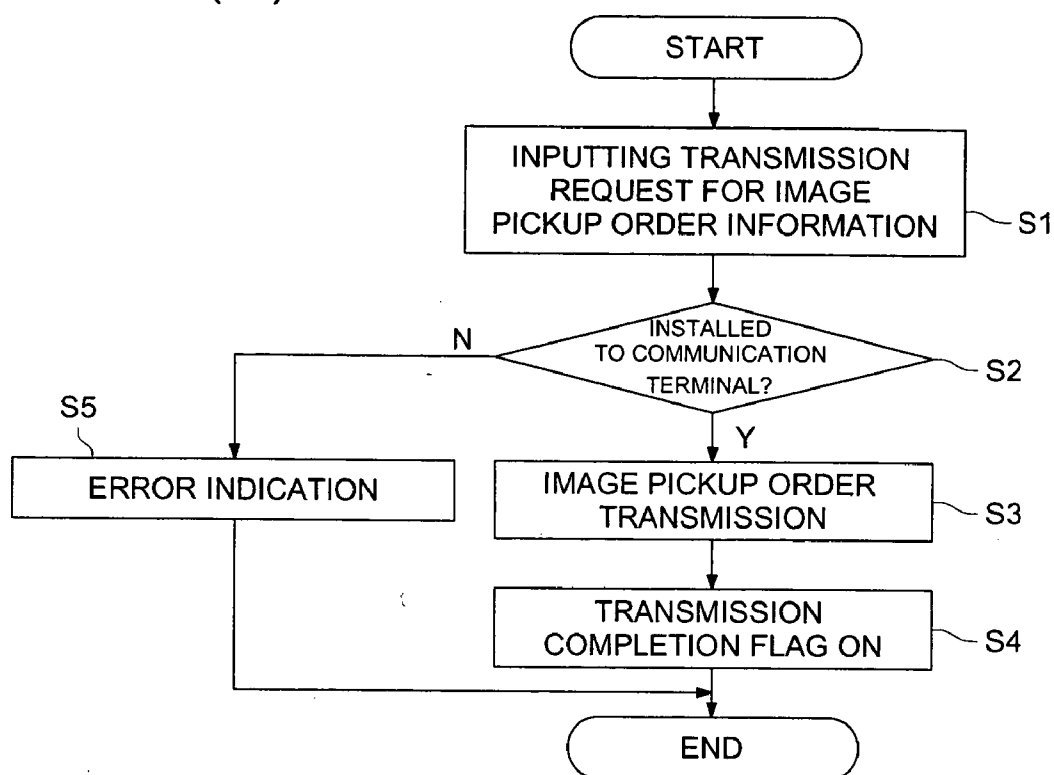 START
INPUTTING TRANSMISSION
REQUEST FOR IMAGE
PICKUP ORDER INFORMATION
S1
INSTALLED
TO COMMUNICATION
TERMINAL?
S2
N
Y
S5
ERROR INDICATION
IMAGE PICKUP ORDER
TRANSMISSION
S3
TRANSMISSION
COMPLETION FLAG ON
S4
END